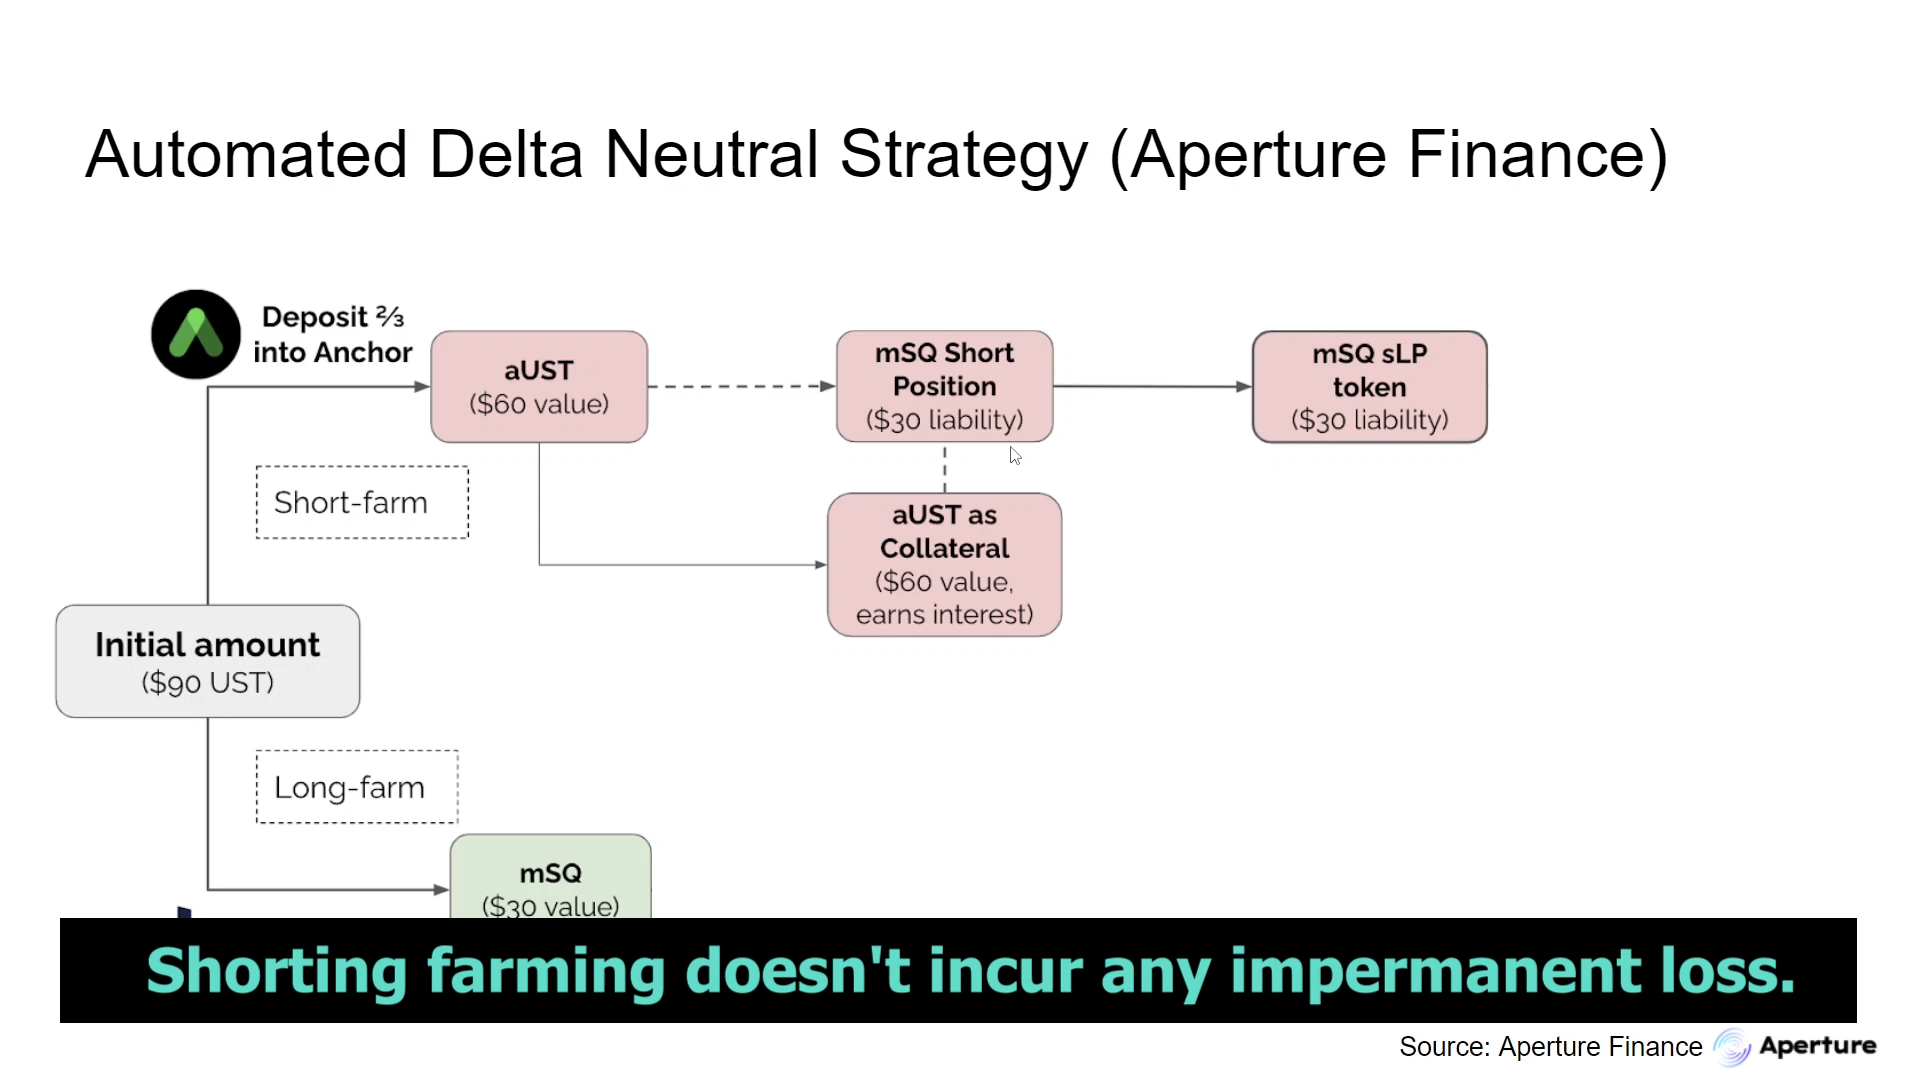 Automated Delta Neutral Strategy (Aperture Finance)
Deposit ⅔
into Anchor
aUST
($60 value)
mSQ Short
Position
($30 liability)
mSQ sLP
token
($30 liability)
Short-farm
aUST as
Collateral
($60 value,
earns interest)
Initial amount
($90 UST)
Long-farm
mSQ
($30 value)
Shorting farming doesn't incur any impermanent loss.
Source: Aperture Finance
Aperture